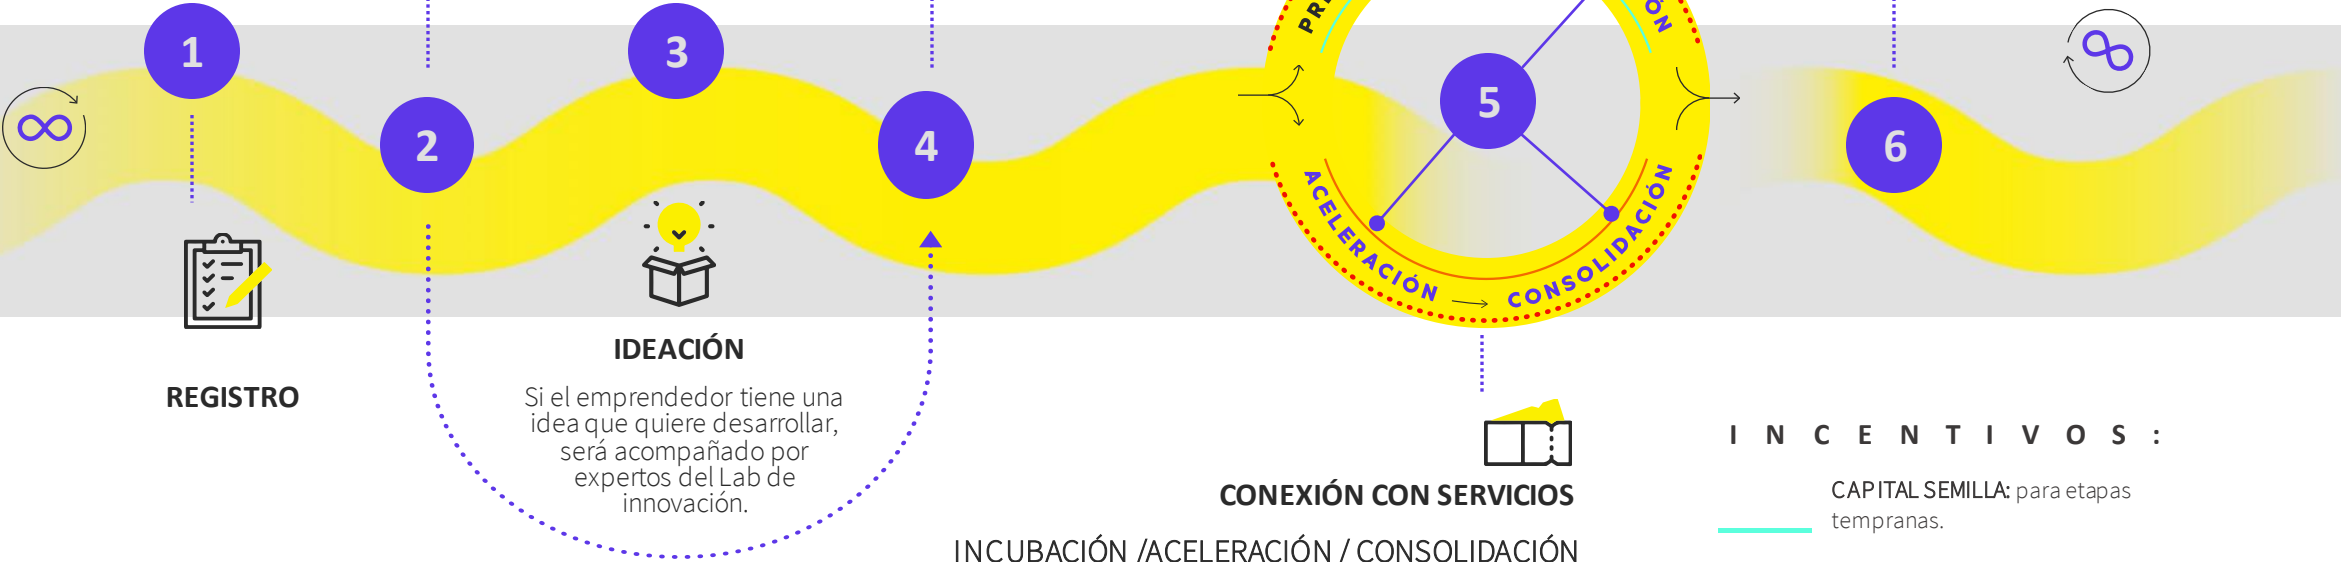 1
2
3
4
5
6
ACELERACIÓN
CONSOLIDACIÓN
REGISTRO
IDEACIÓN
Si el emprendedor tiene una
idea que quiere desarrollar,
será acompañado por
expertos del Lab de
innovación.
CONEXIÓN CON SERVICIOS
INCUBACIÓN /ACELERACIÓN / CONSOLIDACIÓN
INCENTIVOS:
CAPITAL SEMILLA: para etapas
tempranas.